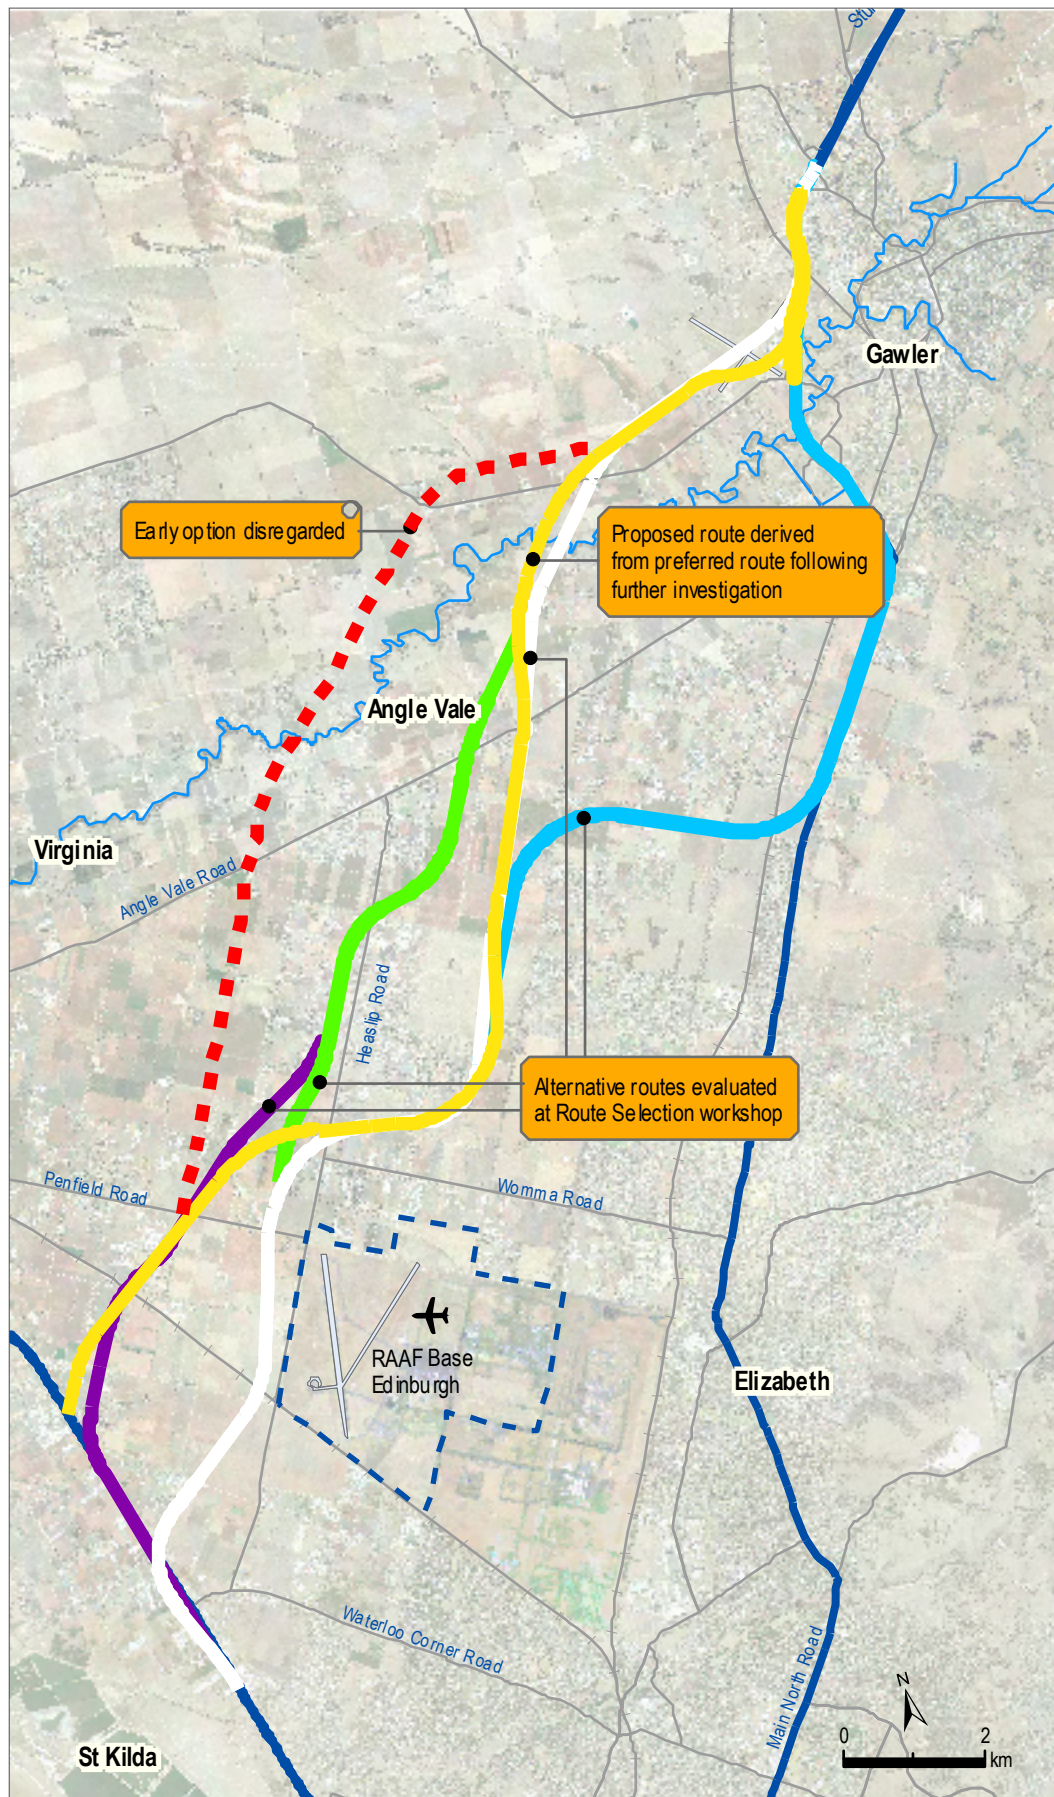 Stu
Gawler
Early option disregarded
Proposed route derived
from preferred route following
further investigation
Angle Vale
Virginia
Angle Vale Road
Heaslip Road
Alternative routes evaluated
at Route Selection workshop
Penfield Road
Womma Road
RAAF Base
Edinburgh
Elizabeth
Waterloo Corner Road
Main North Road
N
0 2
km
St Kilda